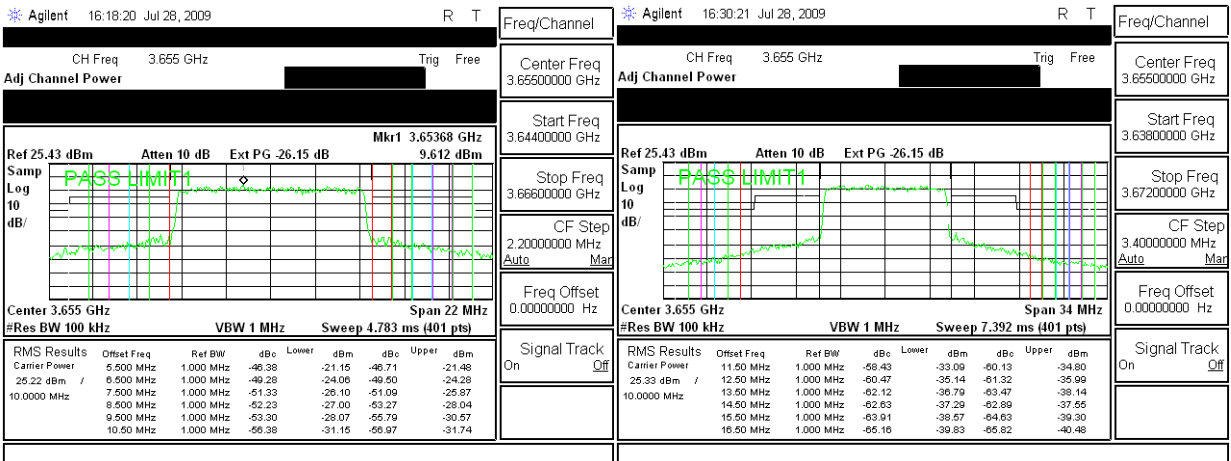 Agilent 16:18:20 Jul 28, 2009 R T
Freq/Channel
CH Freq 3.655 GHz Trig Free
Adj Channel Power
Center Freq
3.65500000 GHz
Start Freq
3.64400000 GHz
Mkr1 3.65368 GHz
Ref 25.43 dBm Atten 10 dB Ext PG -26.15 dB 9.612 dBm
Samp
Log
10
dB/
PASS LIMIT1
Stop Freq
3.66600000 GHz
CF Step
2.20000000 MHz
Auto Man
Freq Offset
0.00000000 Hz
Center 3.655 GHz Span 22 MHz
#Res BW 100 kHz VBW 1 MHz Sweep 4.783 ms (401 pts)
Signal Track
On Off
RMS Results Offset Freq Ref BW dBc Lower dBm dBc Upper dBm
Carrier Power 5.500 MHz 1.000 MHz -46.38 -21.15 -46.71 -21.48
25.22 dBm / 6.500 MHz 1.000 MHz -49.28 -24.06 -49.50 -24.28
10.0000 MHz 7.500 MHz 1.000 MHz -51.33 -26.10 -51.09 -25.87
8.500 MHz 1.000 MHz -52.23 -27.00 -53.27 -28.04
9.500 MHz 1.000 MHz -53.30 -28.07 -55.79 -30.57
10.50 MHz 1.000 MHz -56.38 -31.15 -56.97 -31.74
Agilent 16:30:21 Jul 28, 2009 R T
Freq/Channel
CH Freq 3.655 GHz Trig Free
Adj Channel Power
Center Freq
3.65500000 GHz
Start Freq
3.63800000 GHz
Ref 25.43 dBm Atten 10 dB Ext PG -26.15 dB
Samp
Log
10
dB/
PASS LIMIT1
Stop Freq
3.67200000 GHz
CF Step
3.40000000 MHz
Auto Man
Freq Offset
0.00000000 Hz
Center 3.655 GHz Span 34 MHz
#Res BW 100 kHz VBW 1 MHz Sweep 7.392 ms (401 pts)
Signal Track
On Off
RMS Results Offset Freq Ref BW dBc Lower dBm dBc Upper dBm
Carrier Power 11.50 MHz 1.000 MHz -58.43 -33.09 -60.13 -34.80
25.33 dBm / 12.50 MHz 1.000 MHz -60.47 -35.14 -61.32 -35.99
10.0000 MHz 13.50 MHz 1.000 MHz -62.12 -36.79 -63.47 -38.14
14.50 MHz 1.000 MHz -62.63 -37.29 -62.89 -37.55
15.50 MHz 1.000 MHz -63.91 -38.57 -64.63 -39.30
16.50 MHz 1.000 MHz -65.16 -39.83 -65.82 -40.48